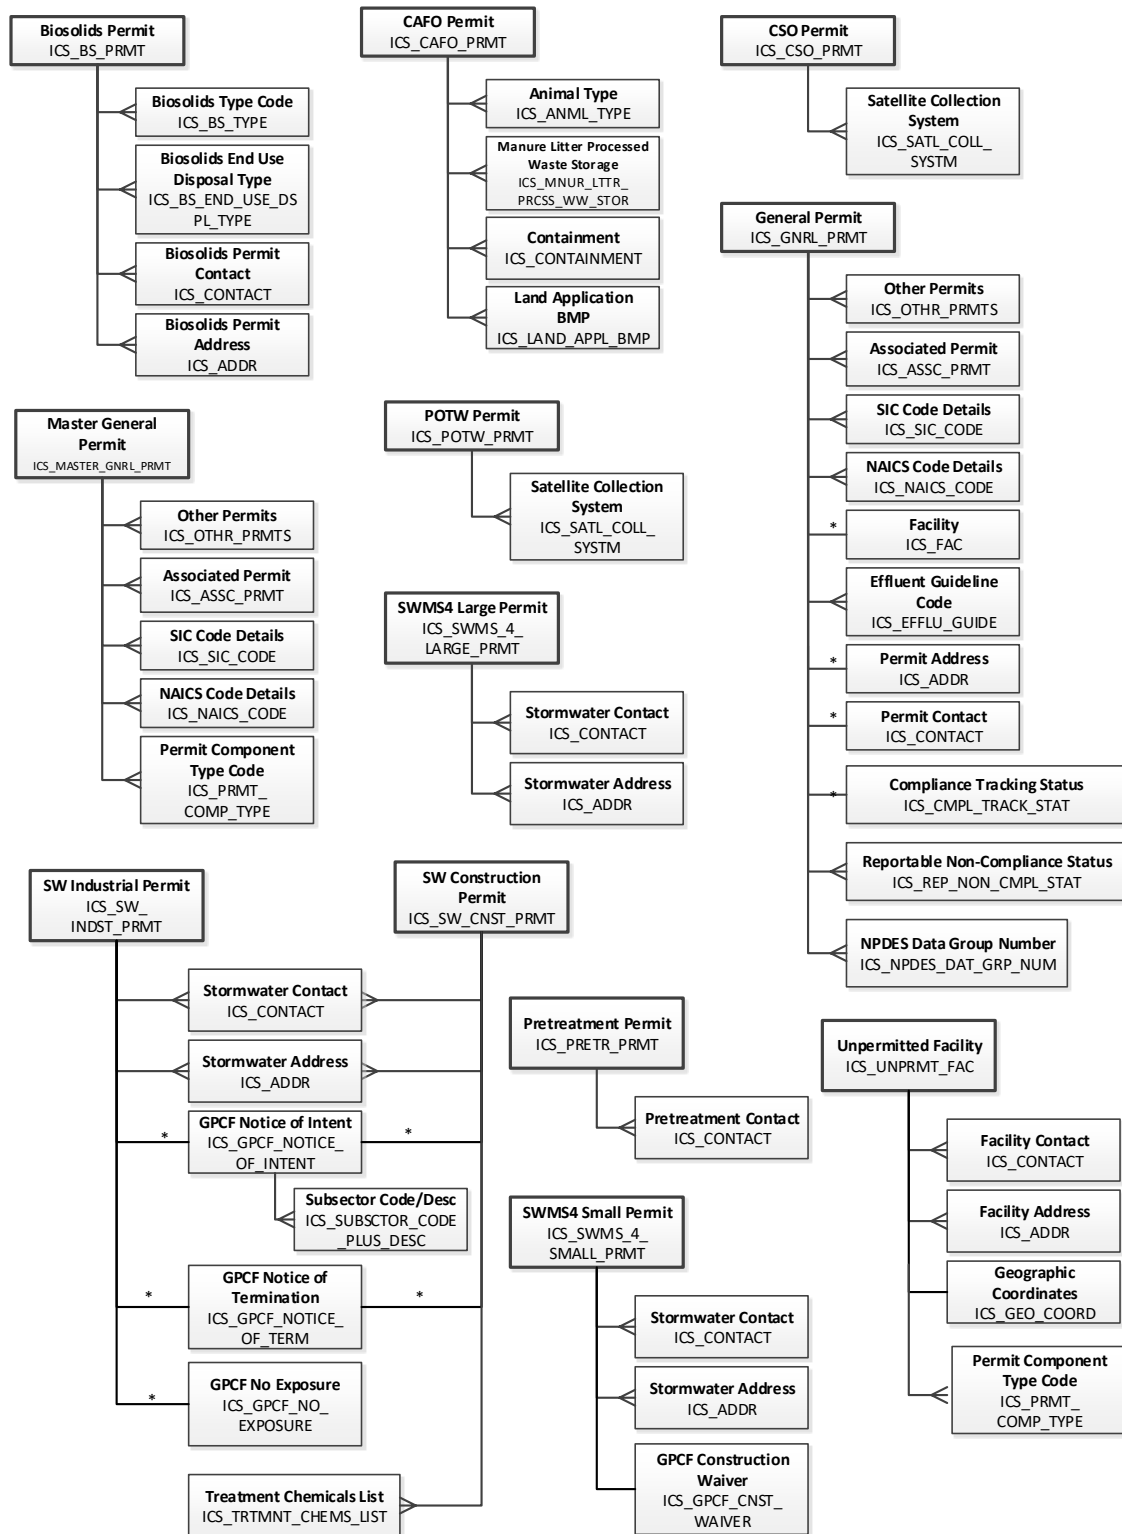 Biosolids Permit
ICS_BS_PRMT
Biosolids Type Code
ICS_BS_TYPE
Biosolids End Use
Disposal Type
ICS_BS_END_USE_DS
PL_TYPE
Biosolids Permit
Contact
ICS_CONTACT
Biosolids Permit
Address
ICS_ADDR
CAFO Permit
ICS_CAFO_PRMT
Animal Type
ICS_ANML_TYPE
Manure Litter Processed
Waste Storage
ICS_MNUR_LTTR_
PRCSS_WW_STOR
Containment
ICS_CONTAINMENT
Land Application
BMP
ICS_LAND_APPL_BMP
CSO Permit
ICS_CSO_PRMT
Satellite Collection
System
ICS_SATL_COLL_
SYSTM
General Permit
ICS_GNRL_PRMT
Other Permits
ICS_OTHR_PRMTS
Associated Permit
ICS_ASSC_PRMT
SIC Code Details
ICS_SIC_CODE
NAICS Code Details
ICS_NAICS_CODE
*
Facility
ICS_FAC
Effluent Guideline
Code
ICS_EFFLU_GUIDE
*
Permit Address
ICS_ADDR
*
Permit Contact
ICS_CONTACT
*
Compliance Tracking Status
ICS_CMPL_TRACK_STAT
Reportable Non-Compliance Status
ICS_REP_NON_CMPL_STAT
NPDES Data Group Number
ICS_NPDES_DAT_GRP_NUM
Master General
Permit
ICS_MASTER_GNRL_PRMT
Other Permits
ICS_OTHR_PRMTS
Associated Permit
ICS_ASSC_PRMT
SIC Code Details
ICS_SIC_CODE
NAICS Code Details
ICS_NAICS_CODE
Permit Component
Type Code
ICS_PRMT_
COMP_TYPE
POTW Permit
ICS_POTW_PRMT
Satellite Collection
System
ICS_SATL_COLL_
SYSTM
SWMS4 Large Permit
ICS_SWMS_4_
LARGE_PRMT
Stormwater Contact
ICS_CONTACT
Stormwater Address
ICS_ADDR
SW Industrial Permit
ICS_SW_
INDST_PRMT
SW Construction
Permit
ICS_SW_CNST_PRMT
Stormwater Contact
ICS_CONTACT
Stormwater Address
ICS_ADDR
*
GPCF Notice of Intent
ICS_GPCF_NOTICE_
OF_INTENT
*
Subsector Code/Desc
ICS_SUBSCTOR_CODE
_PLUS_DESC
*
GPCF Notice of
Termination
ICS_GPCF_NOTICE_
OF_TERM
*
*
GPCF No Exposure
ICS_GPCF_NO_
EXPOSURE
Treatment Chemicals List
ICS_TRTMNT_CHEMS_LIST
Pretreatment Permit
ICS_PRETR_PRMT
Pretreatment Contact
ICS_CONTACT
SWMS4 Small Permit
ICS_SWMS_4_
SMALL_PRMT
Stormwater Contact
ICS_CONTACT
Stormwater Address
ICS_ADDR
GPCF Construction
Waiver
ICS_GPCF_CNST_
WAIVER
Unpermitted Facility
ICS_UNPRMT_FAC
Facility Contact
ICS_CONTACT
Facility Address
ICS_ADDR
Geographic
Coordinates
ICS_GEO_COORD
Permit Component
Type Code
ICS_PRMT_
COMP_TYPE